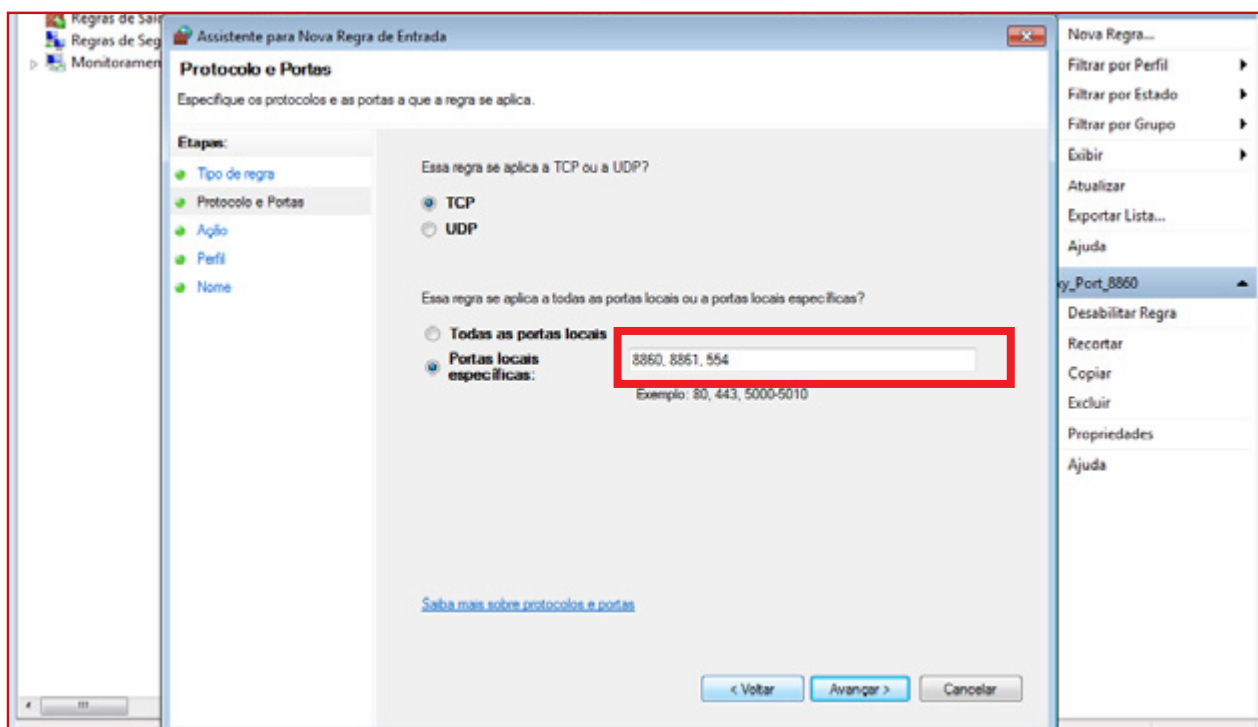 Regras de Saíd
Regras de Seg
Monitoramen
Assistente para Nova Regra de Entrada
Protocolo e Portas
Especifique os protocolos e as portas a que a regra se aplica.
Etapas:
Tipo de regra
Protocolo e Portas
Ação
Perfil
Nome
Essa regra se aplica a TCP ou a UDP?
TCP
UDP
Essa regra se aplica a todas as portas locais ou a portas locais específicas?
Todas as portas locais
Portas locais
específicas:
8860, 8861, 554
Exemplo: 80, 443, 5000-5010
Saiba mais sobre protocolos e portas
< Voltar
Avançar >
Cancelar
Nova Regra...
Filtrar por Perfil
Filtrar por Estado
Filtrar por Grupo
Exibir
Atualizar
Exportar Lista...
Ajuda
xy_Port_8860
Desabilitar Regra
Recortar
Copiar
Excluir
Propriedades
Ajuda